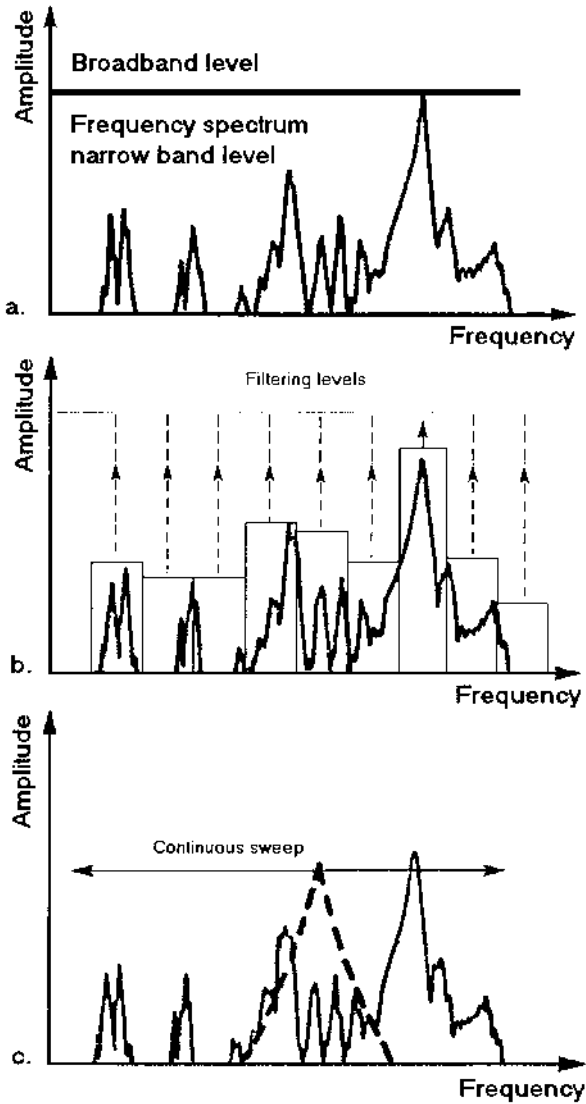 Amplitude
Broadband level
Frequency spectrum
narrow band level
a.
Frequency
Amplitude
Filtering levels
b.
Frequency
Amplitude
Continuous sweep
c.
Frequency